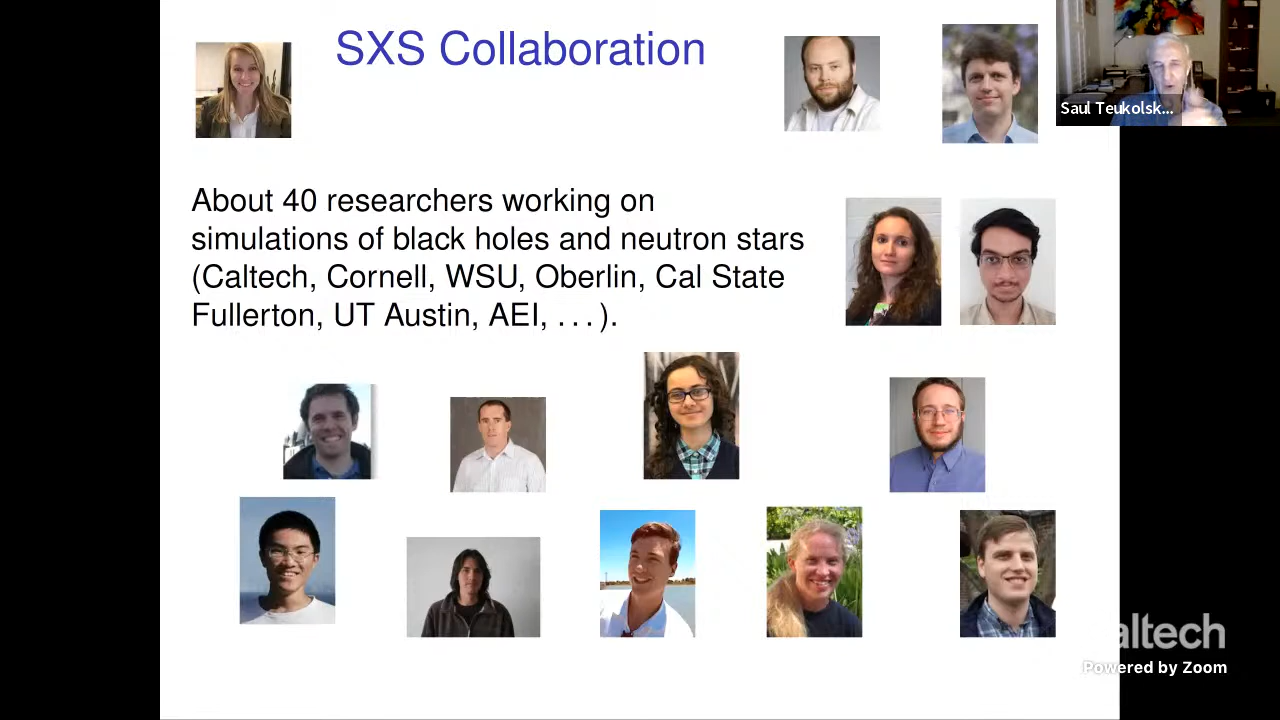 SXS Collaboration
Saul Teukolsk...
About 40 researchers working on
simulations of black holes and neutron stars
(Caltech, Cornell, WSU, Oberlin, Cal State
Fullerton, UT Austin, AEI, . . . ).
altech
Powered by Zoom